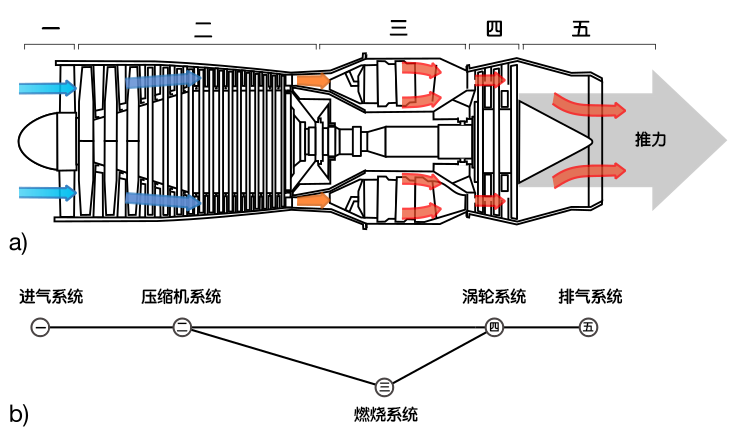 一 二 三 四 五
推力
a)
进气系统 压缩机系统 涡轮系统 排气系统
一 二 四 五
三
燃烧系统
b)